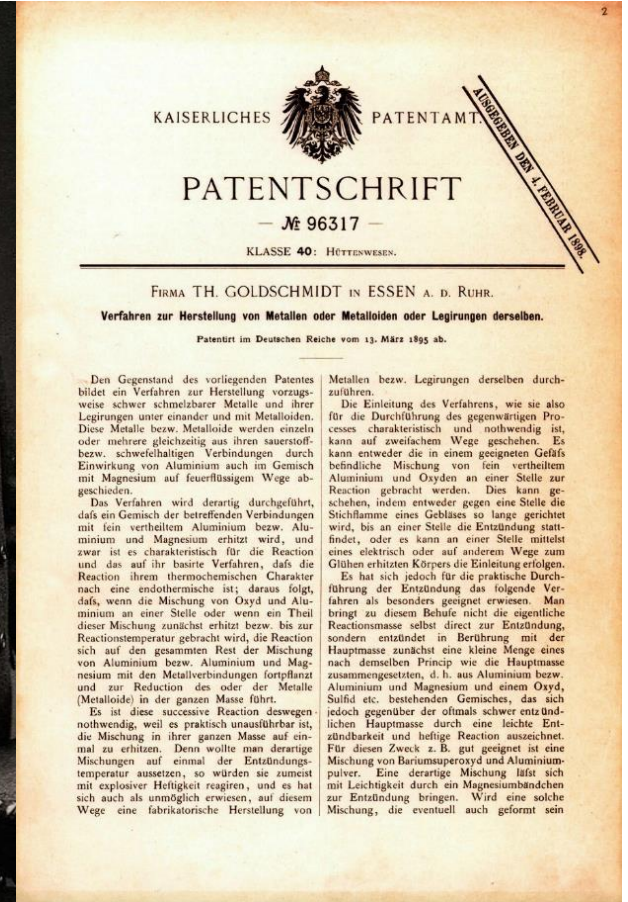 2
KAISERLICHES PATENTAMT.
AUSGEGEBEN DEN 4. FEBRUAR 1898.
PATENTSCHRIFT
— № 96317 —
KLASSE 40: HÜTTENWESEN.
FIRMA TH. GOLDSCHMIDT IN ESSEN A. D. RUHR.
Verfahren zur Herstellung von Metallen oder Metalloiden oder Legirungen derselben.
Patentirt im Deutschen Reiche vom 13. März 1895 ab.
Den Gegenstand des vorliegenden Patentes
bildet ein Verfahren zur Herstellung vorzugs-
weise schwer schmelzbarer Metalle und ihrer
Legirungen unter einander und mit Metalloiden.
Diese Metalle bezw. Metalloide werden einzeln
oder mehrere gleichzeitig aus ihren sauerstoff-
bezw. schwefelhaltigen Verbindungen durch
Einwirkung von Aluminium auch im Gemisch
mit Magnesium auf feuerflüssigem Wege ab-
geschieden.
Das Verfahren wird derartig durchgeführt,
dafs ein Gemisch der betreffenden Verbindungen
mit fein vertheiltem Aluminium bezw. Alu-
minium und Magnesium erhitzt wird, und
zwar ist es charakteristisch für die Reaction
und das auf ihr basirte Verfahren, dafs die
Reaction ihrem thermochemischen Charakter
nach eine endothermische ist; daraus folgt,
dafs, wenn die Mischung von Oxyd und Alu-
minium an einer Stelle oder wenn ein Theil
dieser Mischung zunächst erhitzt bezw. bis zur
Reactionstemperatur gebracht wird, die Reaction
sich auf den gesammten Rest der Mischung
von Aluminium bezw. Aluminium und Mag-
nesium mit den Metallverbindungen fortpflanzt
und zur Reduction des oder der Metalle
(Metalloide) in der ganzen Masse führt.
Es ist diese successive Reaction deswegen
nothwendig, weil es praktisch unausführbar ist,
die Mischung in ihrer ganzen Masse auf ein-
mal zu erhitzen. Denn wollte man derartige
Mischungen auf einmal der Entzündungs-
temperatur aussetzen, so würden sie zumeist
mit explosiver Heftigkeit reagiren, und es hat
sich auch als unmöglich erwiesen, auf diesem
Wege eine fabrikatorische Herstellung von
Metallen bezw. Legirungen derselben durch-
zuführen.
Die Einleitung des Verfahrens, wie sie also
für die Durchführung des gegenwärtigen Pro-
cesses charakteristisch und nothwendig ist,
kann auf zweifachem Wege geschehen. Es
kann entweder die in einem geeigneten Gefäfs
befindliche Mischung von fein vertheiltem
Aluminium und Oxyden an einer Stelle zur
Reaction gebracht werden. Dies kann ge-
schehen, indem entweder gegen eine Stelle die
Stichflamme eines Gebläses so lange gerichtet
wird, bis an einer Stelle die Entzündung statt-
findet, oder es kann an einer Stelle mittelst
eines elektrisch oder auf anderem Wege zum
Glühen erhitzten Körpers die Einleitung erfolgen.
Es hat sich jedoch für die praktische Durch-
führung der Entzündung das folgende Ver-
fahren als besonders geeignet erwiesen. Man
bringt zu diesem Behufe nicht die eigentliche
Reactionsmasse selbst direct zur Entzündung,
sondern entzündet in Berührung mit der
Hauptmasse zunächst eine kleine Menge eines
nach demselben Princip wie die Hauptmasse
zusammengesetzten, d. h. aus Aluminium bezw.
Aluminium und Magnesium und einem Oxyd,
Sulfid etc. bestehenden Gemisches, das sich
jedoch gegenüber der oftmals schwer entzünd-
lichen Hauptmasse durch eine leichte Ent-
zündbarkeit und heftige Reaction auszeichnet.
Für diesen Zweck z. B. gut geeignet ist eine
Mischung von Bariumsuperoxyd und Aluminium-
pulver. Eine derartige Mischung läfst sich
mit Leichtigkeit durch ein Magnesiumbändchen
zur Entzündung bringen. Wird eine solche
Mischung, die eventuell auch geformt sein